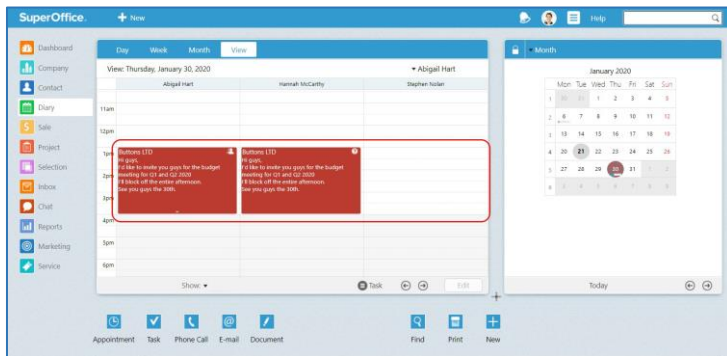 SuperOffice.
New
Help
Dashboard
Company
Contact
Diary
Sale
Project
Selection
Inbox
Chat
Reports
Marketing
Service
Day Week Month View
View: Thursday, January 30, 2020
Abigail Hart
Abigail Hart Hannah McCarthy Stephen Nolan
11am
12pm
1pm
2pm
3pm
4pm
5pm
6pm
Buttons LTD
Hi guys,
I'd like to invite you guys for the budget
meeting for Q1 and Q2 2020
I'll block off the entire afternoon.
See you guys the 30th.
Buttons LTD
Hi guys,
I'd like to invite you guys for the budget
meeting for Q1 and Q2 2020
I'll block off the entire afternoon.
See you guys the 30th.
Show:
Task
Edit
Month
January 2020
Mon Tue Wed Thu Fri Sat Sun
1 30 31 1 2 3 4 5
2 6 7 8 9 10 11 12
3 13 14 15 16 17 18 19
4 20 21 22 23 24 25 26
5 27 28 29 30 31 1 2
6 3 4 5 6 7 8 9
Today
Appointment
Task
Phone Call
E-mail
Document
Find
Print
New